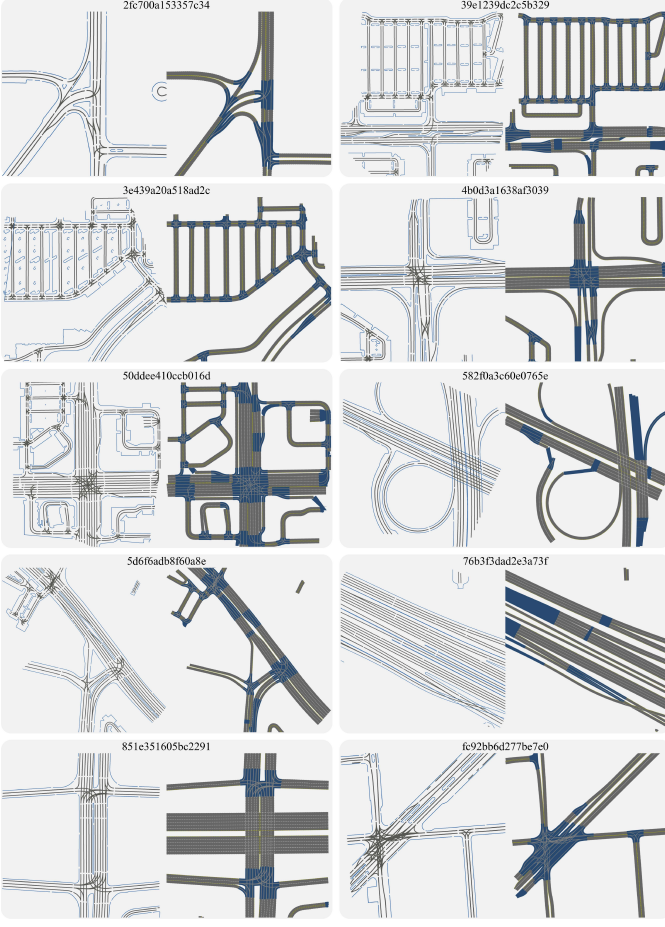 2fc700a153357c34
39e1239dc2c5b329
3e439a20a518ad2c
4b0d3a1638af3039
50ddee410ccb016d
582f0a3c60e0765e
5d6f6adb8f60a8e
76b3f3dad2e3a73f
851e351605bc2291
fc92bb6d277be7e0